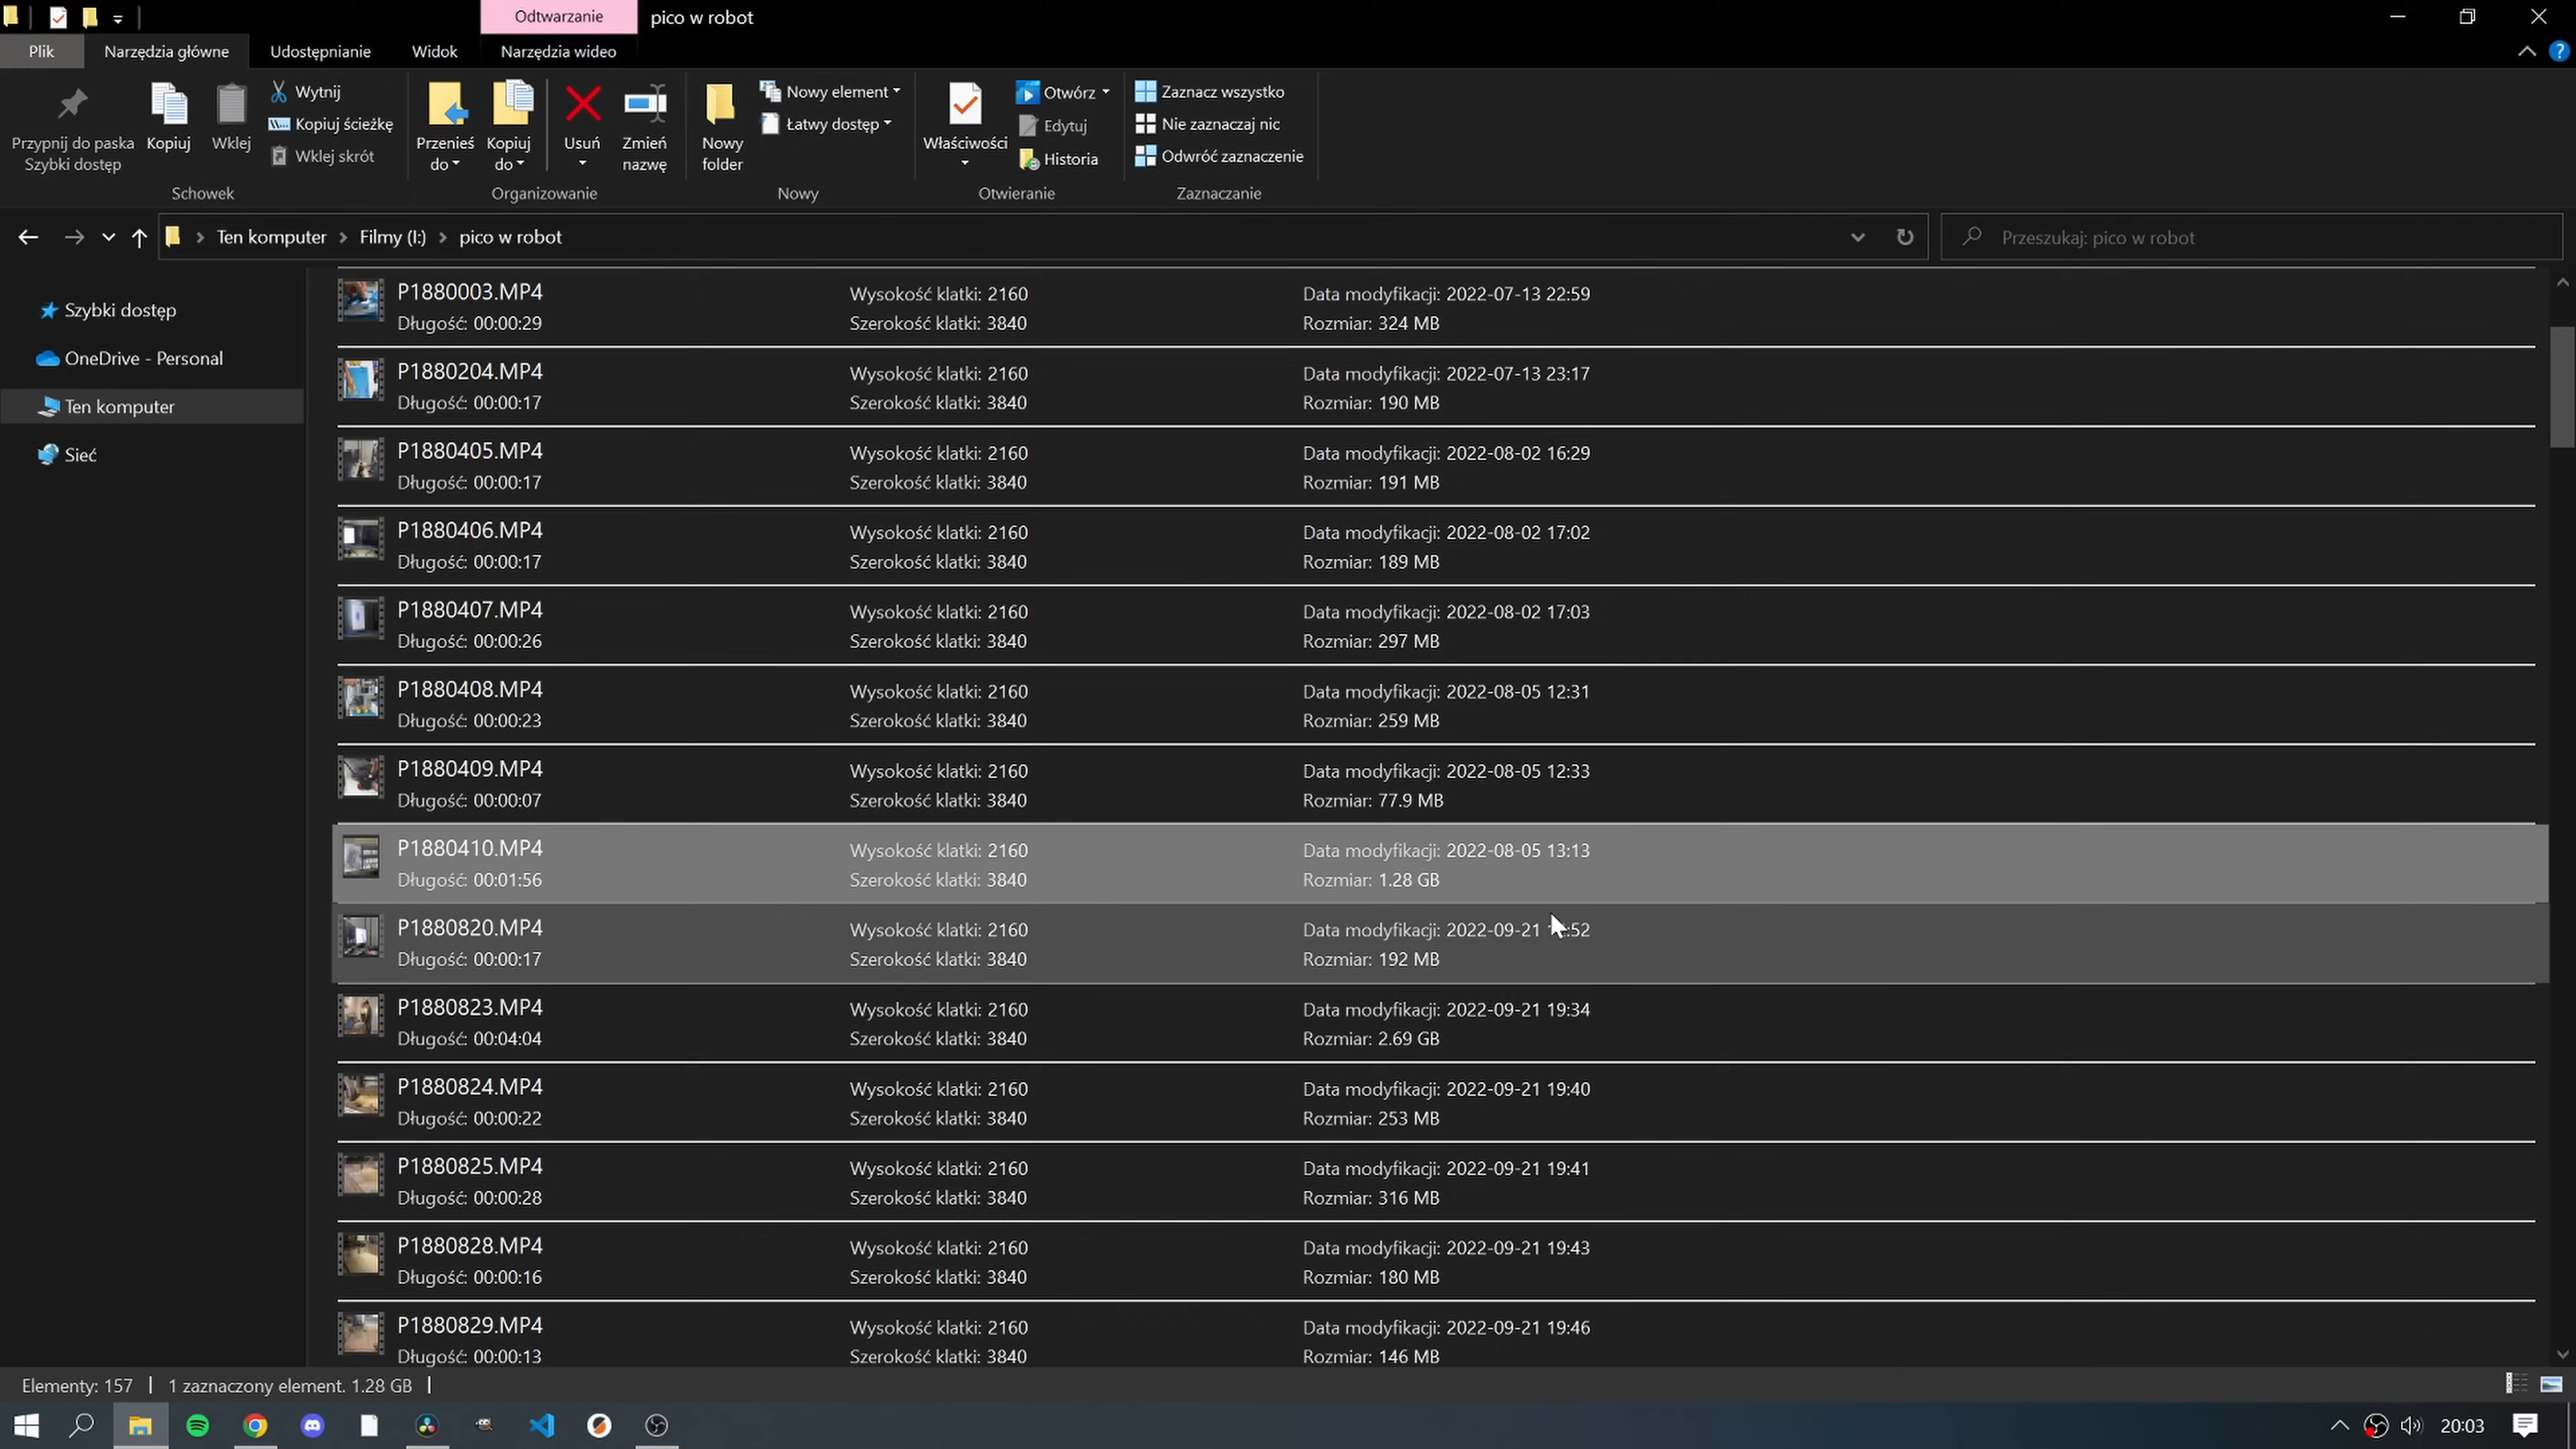 Odtwarzanie
pico w robot
Plik
Narzędzia główne
Udostępnianie
Widok
Narzędzia wideo
Przypnij do paska
Szybki dostęp
Kopiuj
Wklej
Wytnij
Kopiuj ścieżkę
Wklej skrót
Schowek
Przenieś
do
Kopiuj
do
Usuń
Zmień
nazwę
Organizowanie
Nowy
folder
Nowy element
Łatwy dostęp
Nowy
Właściwości
Otwórz
Edytuj
Historia
Otwieranie
Zaznacz wszystko
Nie zaznaczaj nic
Odwróć zaznaczenie
Zaznaczanie
Ten komputer > Filmy (I:) > pico w robot
Przeszukaj: pico w robot
Szybki dostęp
OneDrive - Personal
Ten komputer
Sieć
P1880003.MP4 Wysokość klatki: 2160 Data modyfikacji: 2022-07-13 22:59
Długość: 00:00:29 Szerokość klatki: 3840 Rozmiar: 324 MB
P1880204.MP4 Wysokość klatki: 2160 Data modyfikacji: 2022-07-13 23:17
Długość: 00:00:17 Szerokość klatki: 3840 Rozmiar: 190 MB
P1880405.MP4 Wysokość klatki: 2160 Data modyfikacji: 2022-08-02 16:29
Długość: 00:00:17 Szerokość klatki: 3840 Rozmiar: 191 MB
P1880406.MP4 Wysokość klatki: 2160 Data modyfikacji: 2022-08-02 17:02
Długość: 00:00:17 Szerokość klatki: 3840 Rozmiar: 189 MB
P1880407.MP4 Wysokość klatki: 2160 Data modyfikacji: 2022-08-02 17:03
Długość: 00:00:26 Szerokość klatki: 3840 Rozmiar: 297 MB
P1880408.MP4 Wysokość klatki: 2160 Data modyfikacji: 2022-08-05 12:31
Długość: 00:00:23 Szerokość klatki: 3840 Rozmiar: 259 MB
P1880409.MP4 Wysokość klatki: 2160 Data modyfikacji: 2022-08-05 12:33
Długość: 00:00:07 Szerokość klatki: 3840 Rozmiar: 77.9 MB
P1880410.MP4 Wysokość klatki: 2160 Data modyfikacji: 2022-08-05 13:13
Długość: 00:01:56 Szerokość klatki: 3840 Rozmiar: 1.28 GB
P1880820.MP4 Wysokość klatki: 2160 Data modyfikacji: 2022-09-21
Długość: 00:00:17 Szerokość klatki: 3840 Rozmiar: 192 MB
P1880823.MP4 Wysokość klatki: 2160 Data modyfikacji: 2022-09-21 19:34
Długość: 00:04:04 Szerokość klatki: 3840 Rozmiar: 2.69 GB
P1880824.MP4 Wysokość klatki: 2160 Data modyfikacji: 2022-09-21 19:40
Długość: 00:00:22 Szerokość klatki: 3840 Rozmiar: 253 MB
P1880825.MP4 Wysokość klatki: 2160 Data modyfikacji: 2022-09-21 19:41
Długość: 00:00:28 Szerokość klatki: 3840 Rozmiar: 316 MB
P1880828.MP4 Wysokość klatki: 2160 Data modyfikacji: 2022-09-21 19:43
Długość: 00:00:16 Szerokość klatki: 3840 Rozmiar: 180 MB
P1880829.MP4 Wysokość klatki: 2160 Data modyfikacji: 2022-09-21 19:46
Długość: 00:00:13 Szerokość klatki: 3840 Rozmiar: 146 MB
Elementy: 157 | 1 zaznaczony element. 1.28 GB |
20:03